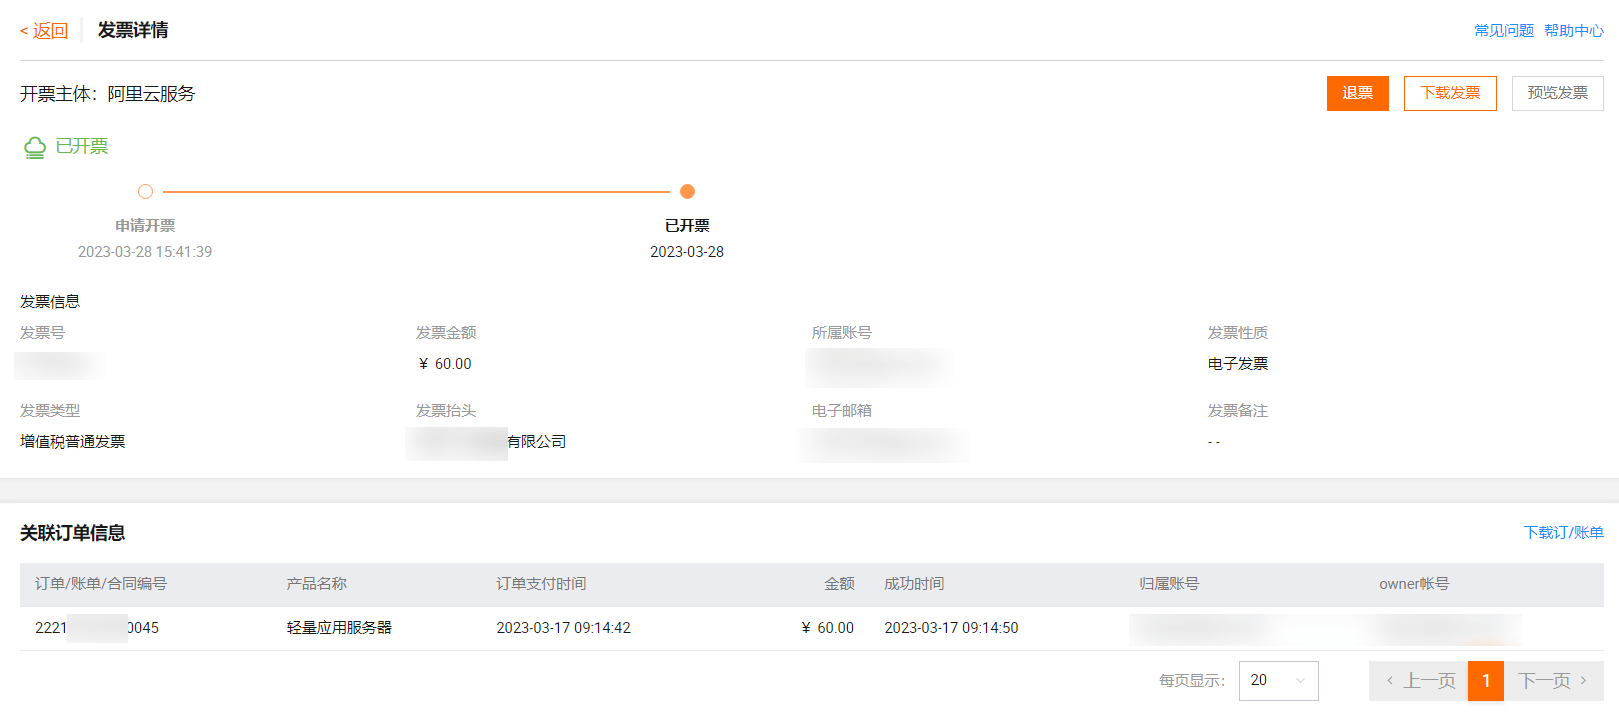 < 返回 发票详情 常见问题 帮助中心
开票主体：阿里云服务 退票 下载发票 预览发票
已开票
申请开票 已开票
2023-03-28 15:41:39 2023-03-28
发票信息
发票号 发票金额 所属账号 发票性质
¥ 60.00 电子发票
发票类型 发票抬头 电子邮箱 发票备注
增值税普通发票 有限公司 - -
关联订单信息 下载订/账单
订单/账单/合同编号 产品名称 订单支付时间 金额 成功时间 归属账号 owner帐号
2221 0045 轻量应用服务器 2023-03-17 09:14:42 ¥ 60.00 2023-03-17 09:14:50
每页显示： 20 < 上一页 1 下一页 >